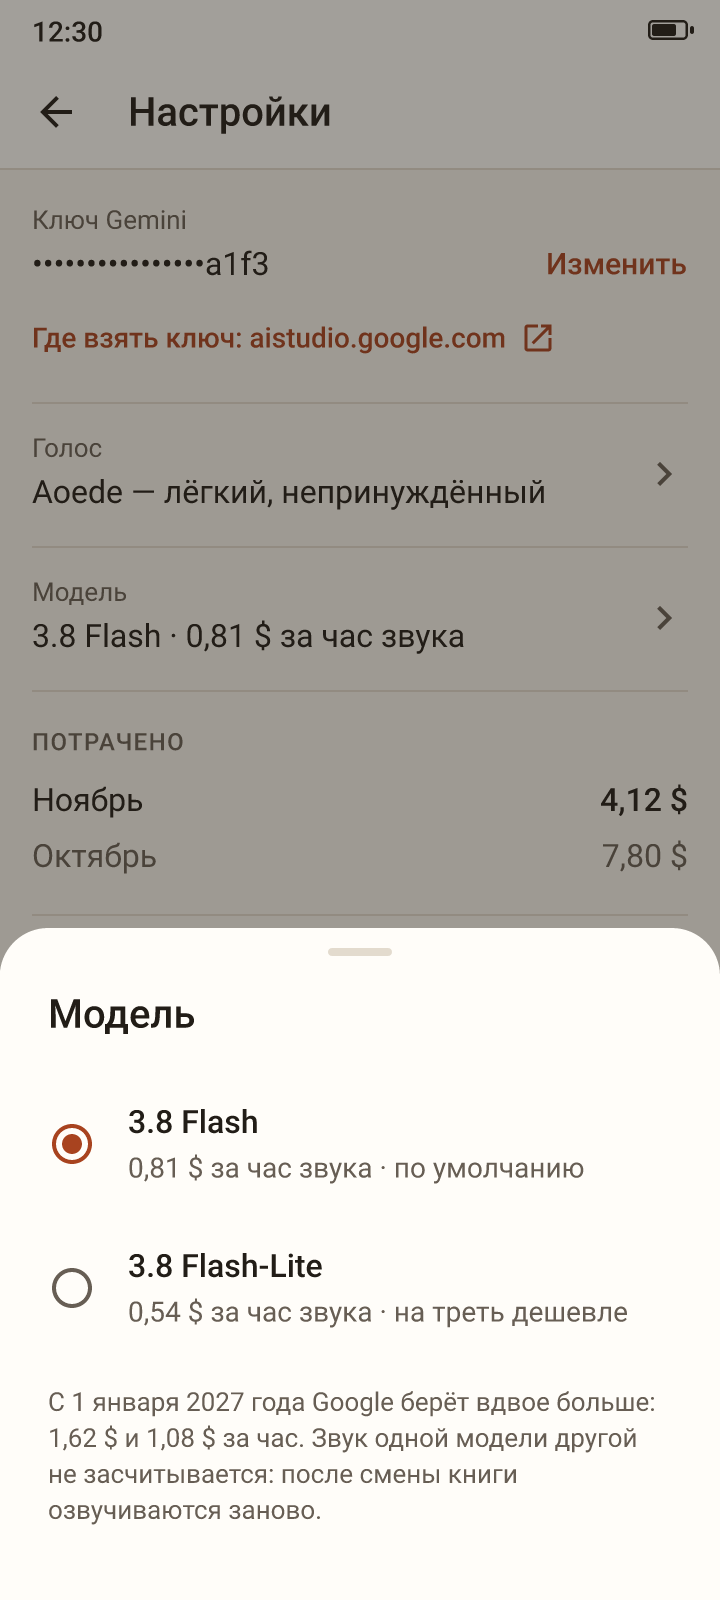 12:30
Настройки
Ключ Gemini
••••••••••••••••a1f3
Изменить
Где взять ключ: aistudio.google.com
Голос
Aoede — лёгкий, непринуждённый
Модель
3.8 Flash · 0,81 $ за час звука
ПОТРАЧЕНО
Ноябрь 4,12 $
Октябрь 7,80 $
Модель
3.8 Flash
0,81 $ за час звука · по умолчанию
3.8 Flash-Lite
0,54 $ за час звука · на треть дешевле
С 1 января 2027 года Google берёт вдвое больше:
1,62 $ и 1,08 $ за час. Звук одной модели другой
не засчитывается: после смены книги
озвучиваются заново.